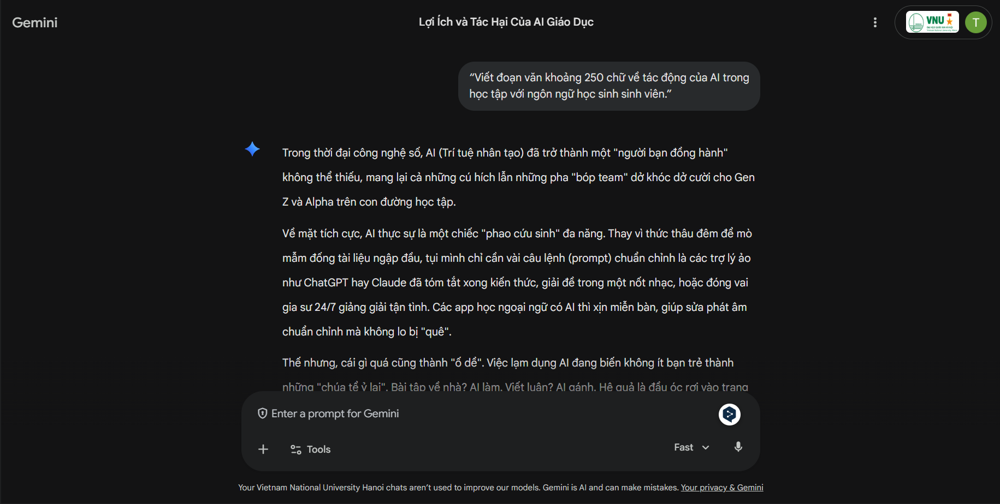 Gemini
Lợi Ích và Tác Hại Của AI Giáo Dục
VNU
ĐẠI HỌC QUỐC GIA HÀ NỘI
Vietnam National University, Hanoi
T
“Viết đoạn văn khoảng 250 chữ về tác động của AI trong
học tập với ngôn ngữ học sinh sinh viên.”
Trong thời đại công nghệ số, AI (Trí tuệ nhân tạo) đã trở thành một "người bạn đồng hành"
không thể thiếu, mang lại cả những cú hích lẫn những pha "bóp team" dở khóc dở cười cho Gen
Z và Alpha trên con đường học tập.
Về mặt tích cực, AI thực sự là một chiếc "phao cứu sinh" đa năng. Thay vì thức thâu đêm để mò
mẫm đống tài liệu ngập đầu, tụi mình chỉ cần vài câu lệnh (prompt) chuẩn chỉnh là các trợ lý ảo
như ChatGPT hay Claude đã tóm tắt xong kiến thức, giải đề trong một nốt nhạc, hoặc đóng vai
gia sư 24/7 giảng giải tận tình. Các app học ngoại ngữ có AI thì xịn miễn bàn, giúp sửa phát âm
chuẩn chỉnh mà không lo bị "quê".
Thế nhưng, cái gì quá cũng thành "ố dề". Việc lạm dụng AI đang biến không ít bạn trẻ thành
những "chúa tể ỷ lại". Bài tập về nhà? AI làm. Viết luận? AI gánh. Hệ quả là đầu óc rơi vào trạng
Enter a prompt for Gemini
Tools
Fast
Your Vietnam National University Hanoi chats aren’t used to improve our models. Gemini is AI and can make mistakes. Your privacy & Gemini